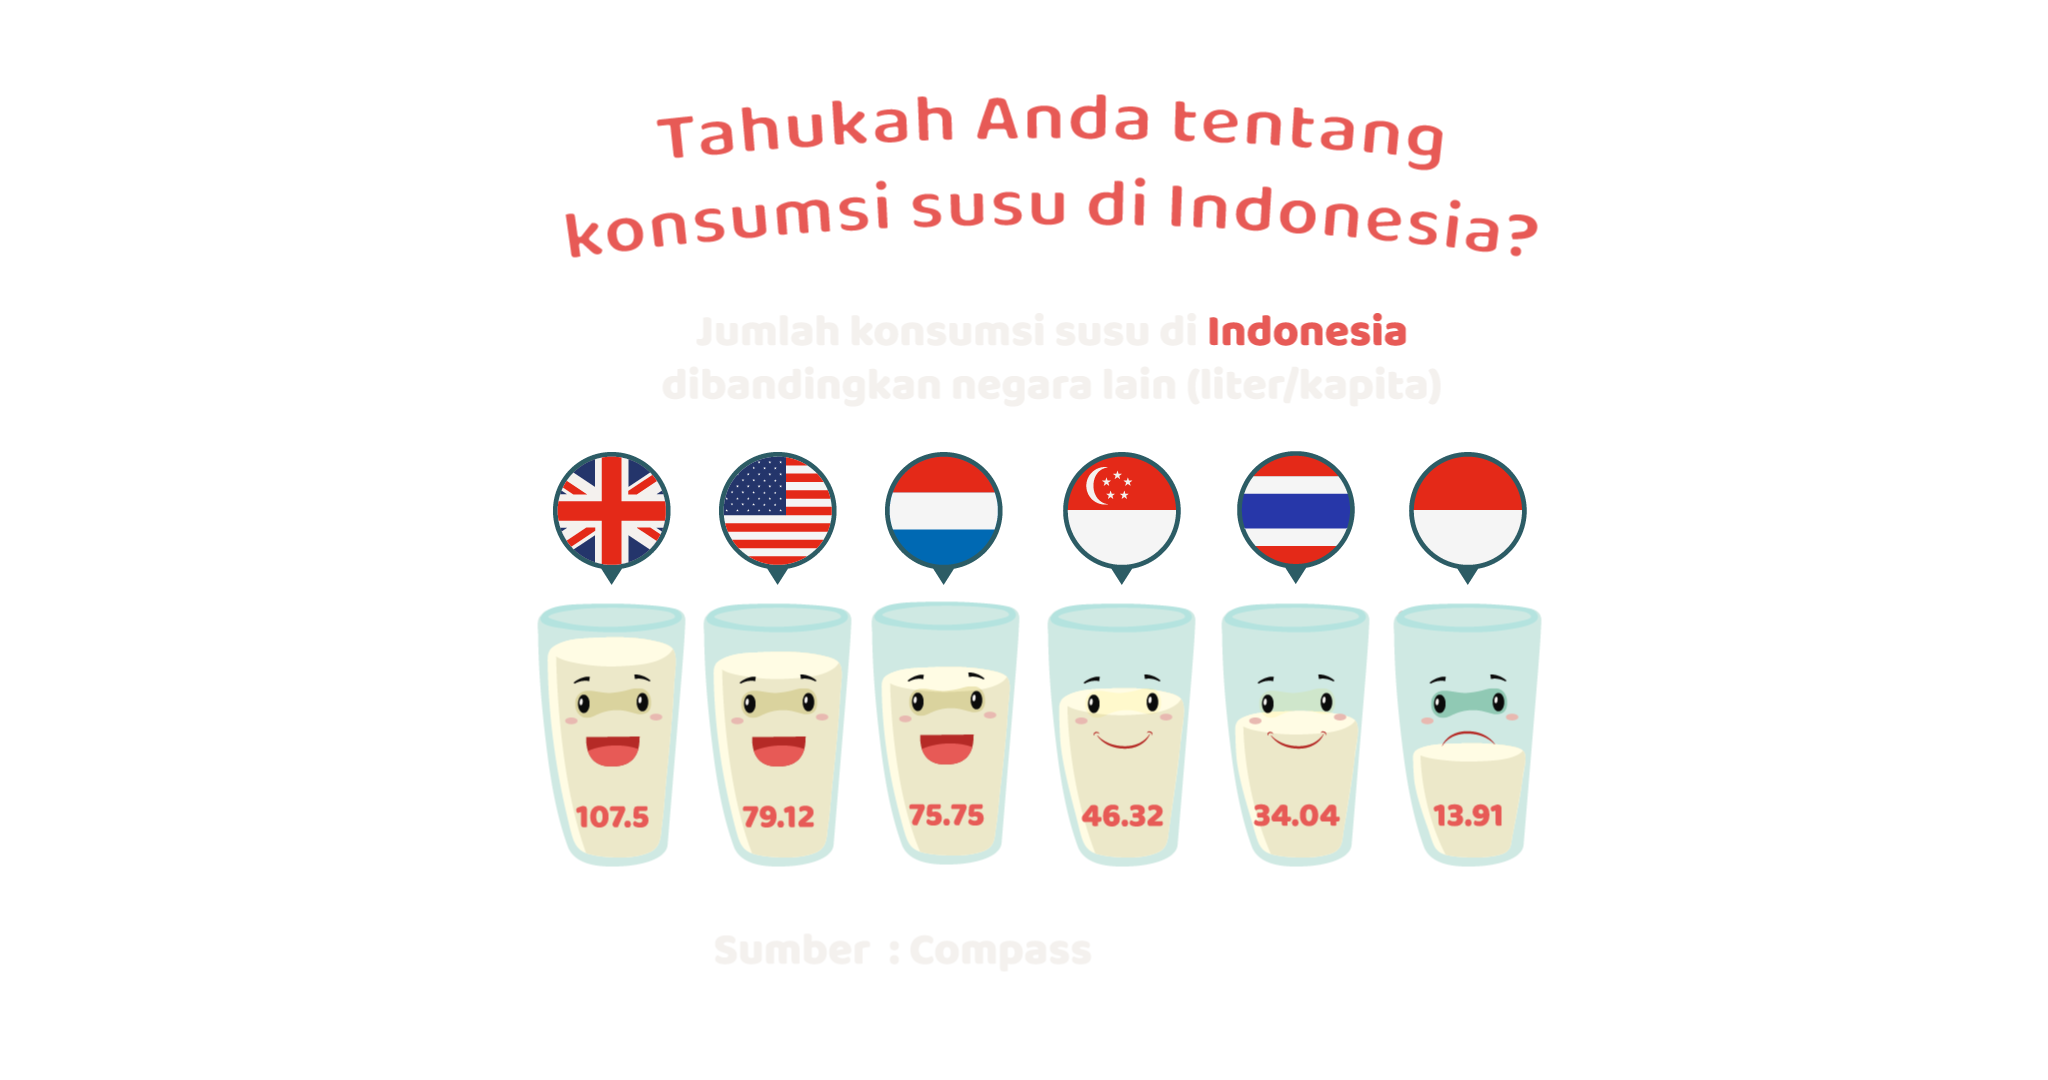 Tahukah Anda tentang
konsumsi susu di Indonesia?
Jumlah konsumsi susu di Indonesia
dibandingkan negara lain (liter/kapita)
107.5 79.12 75.75 46.32 34.04 13.91
Sumber : Compass